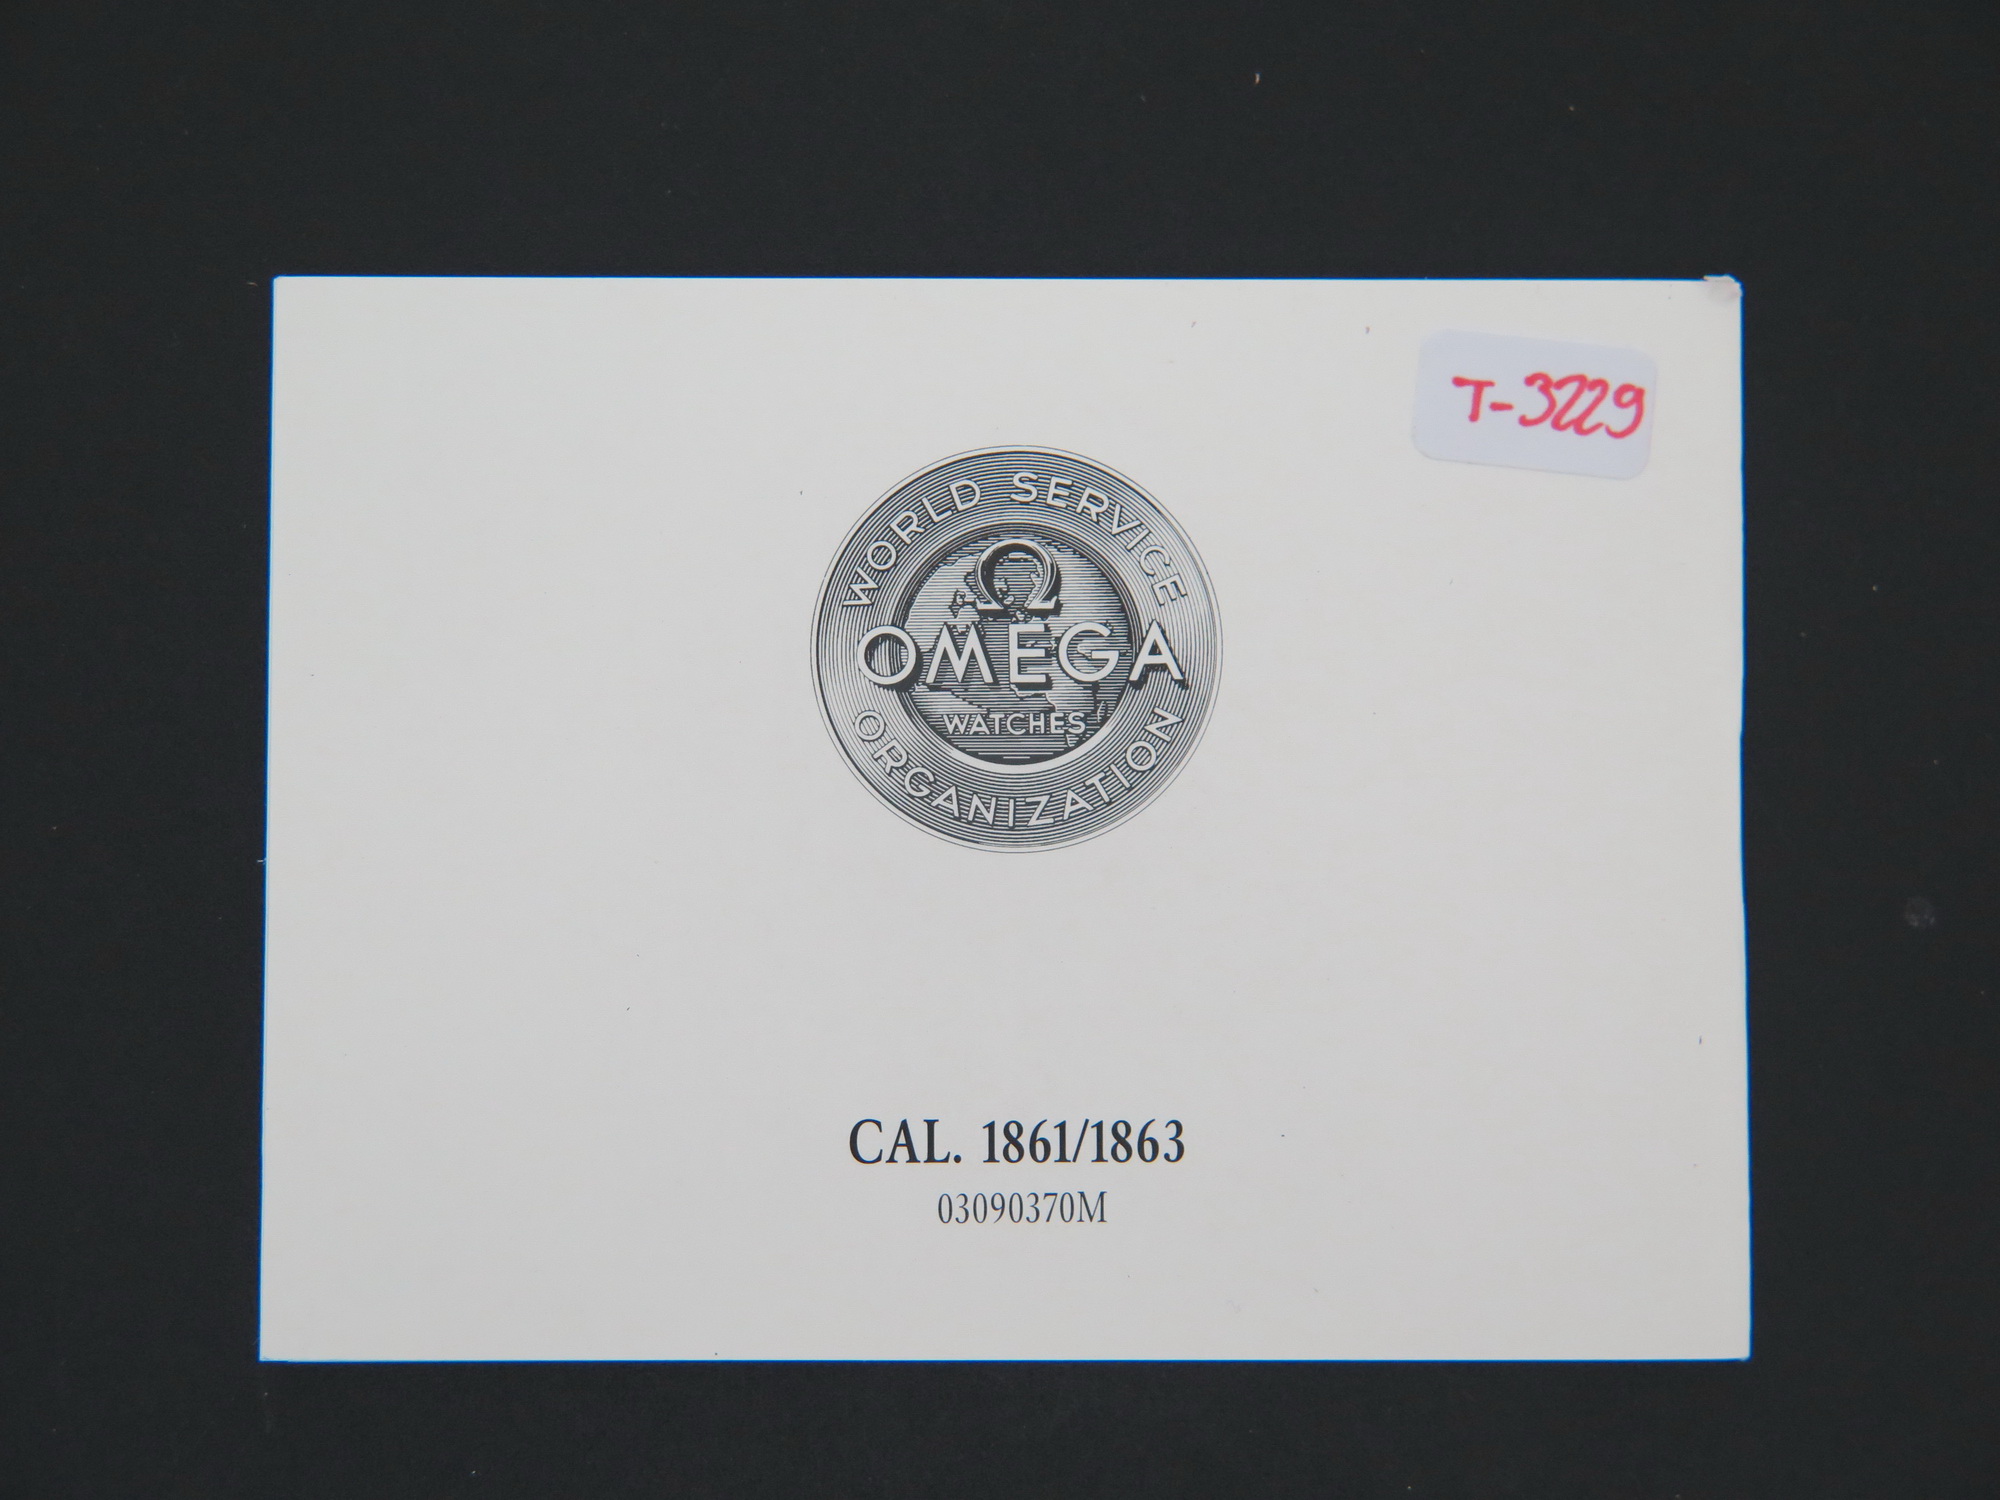 T-3229
WORLD SERVICE
Ω
OMEGA
WATCHES
ORGANIZATION
CAL. 1861/1863
03090370M